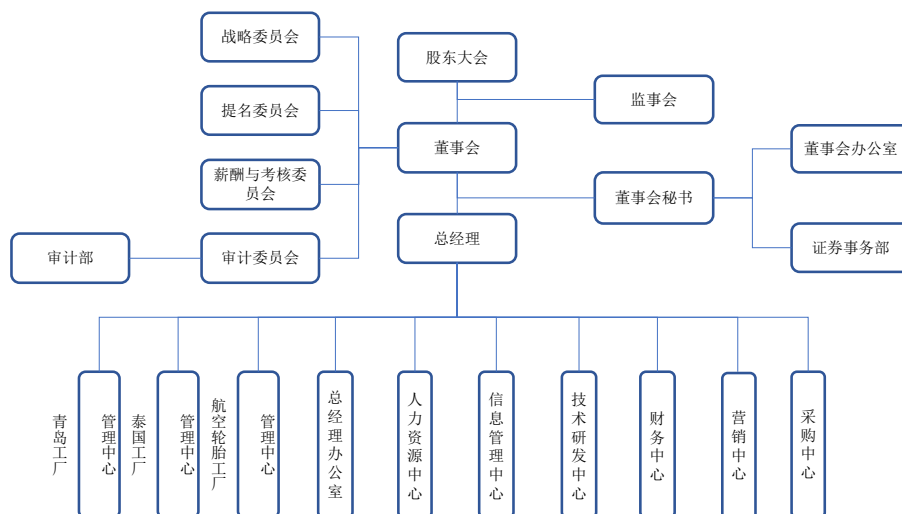 战略委员会
股东大会
提名委员会
监事会
董事会
董事会办公室
薪酬与考核委
员会
董事会秘书
总经理
审计部
审计委员会
证券事务部
青岛工厂
管理中心
泰国工厂
管理中心
航空轮胎工厂
管理中心
总经理办公室
人力资源中心
信息管理中心
技术研发中心
财务中心
营销中心
采购中心